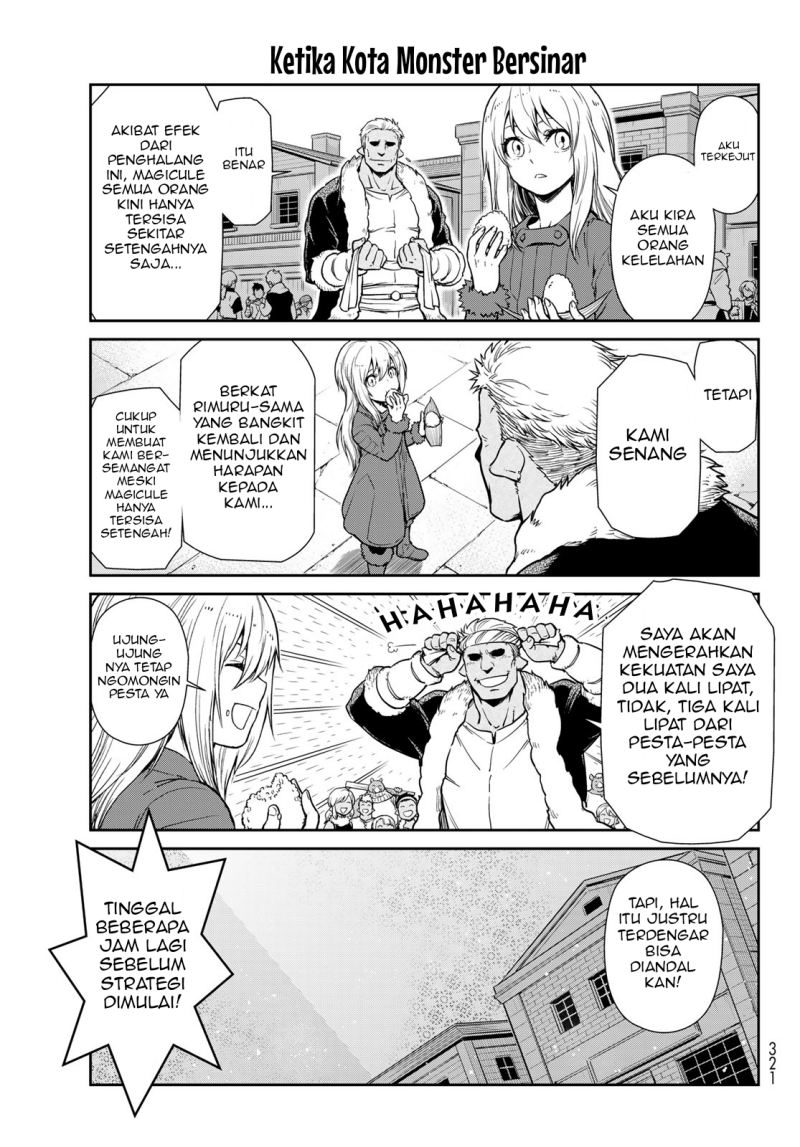 Ketika Kota Monster Bersinar
AKU
TERKEJUT
AKU KIRA
SEMUA
ORANG
KELELAHAN
ITU
BENAR
AKIBAT EFEK
DARI
PENGHALANG
INI, MAGICULE
SEMUA ORANG
KINI HANYA
TERSISA
SEKITAR
SETENGAHNYA
SAJA...
TETAPI
KAMI
SENANG
BERKAT
RIMURU-SAMA
YANG BANGKIT
KEMBALI DAN
MENUNJUKKAN
HARAPAN
KEPADA
KAMI...
CUKUP
UNTUK
MEMBUAT
KAMI BER-
SEMANGAT
MESKI
MAGICULE
HANYA
TERSISA
SETENGAH!
SAYA AKAN
MENGERAHKAN
KEKUATAN SAYA
DUA KALI LIPAT,
TIDAK, TIGA KALI
LIPAT DARI
PESTA-PESTA
YANG
SEBELUMNYA!
HAHAHAHA
UJUNG-
UJUNG
NYA TETAP
NGOMONGIN
PESTA YA
TAPI, HAL
ITU JUSTRU
TERDENGAR
BISA
DIANDAL
KAN!
TINGGAL
BEBERAPA
JAM LAGI
SEBELUM
STRATEGI
DIMULAI!
321